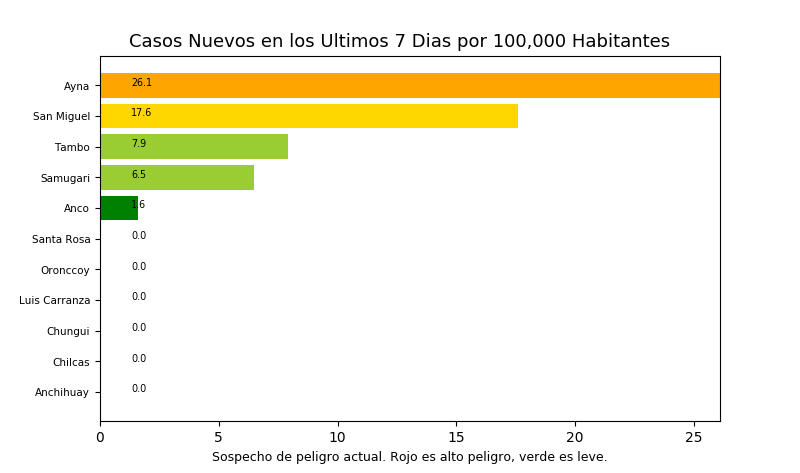 Casos Nuevos en los Ultimos 7 Dias por 100,000 Habitantes
Ayna 26.1
San Miguel 17.6
Tambo 7.9
Samugari 6.5
Anco 1.6
Santa Rosa 0.0
Oronccoy 0.0
Luis Carranza 0.0
Chungui 0.0
Chilcas 0.0
Anchihuay 0.0
0 5 10 15 20 25
Sospecho de peligro actual. Rojo es alto peligro, verde es leve.